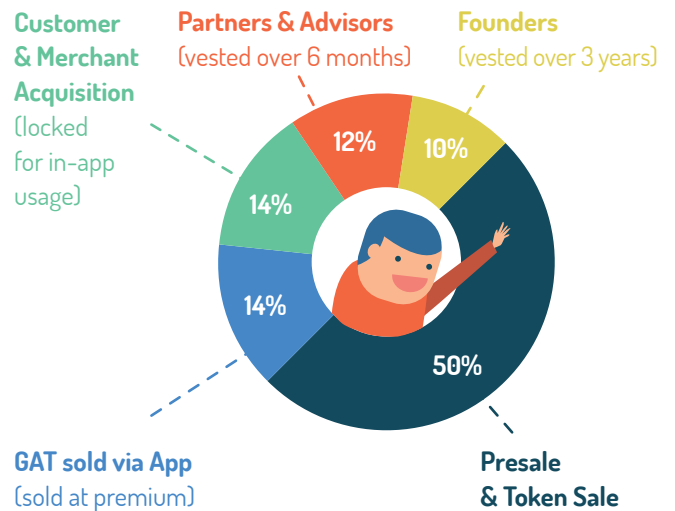 Customer
& Merchant
Acquisition
(locked
for in-app
usage)
Partners & Advisors
(vested over 6 months)
Founders
(vested over 3 years)
12%
10%
14%
14%
50%
GAT sold via App
(sold at premium)
Presale
& Token Sale